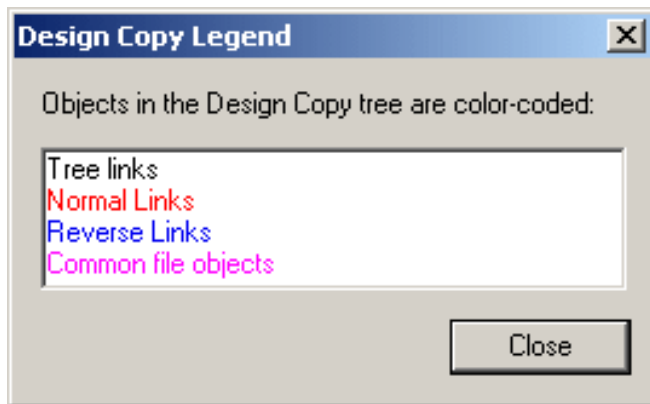 Design Copy Legend
Objects in the Design Copy tree are color-coded:
Tree links
Normal Links
Reverse Links
Common file objects
Close